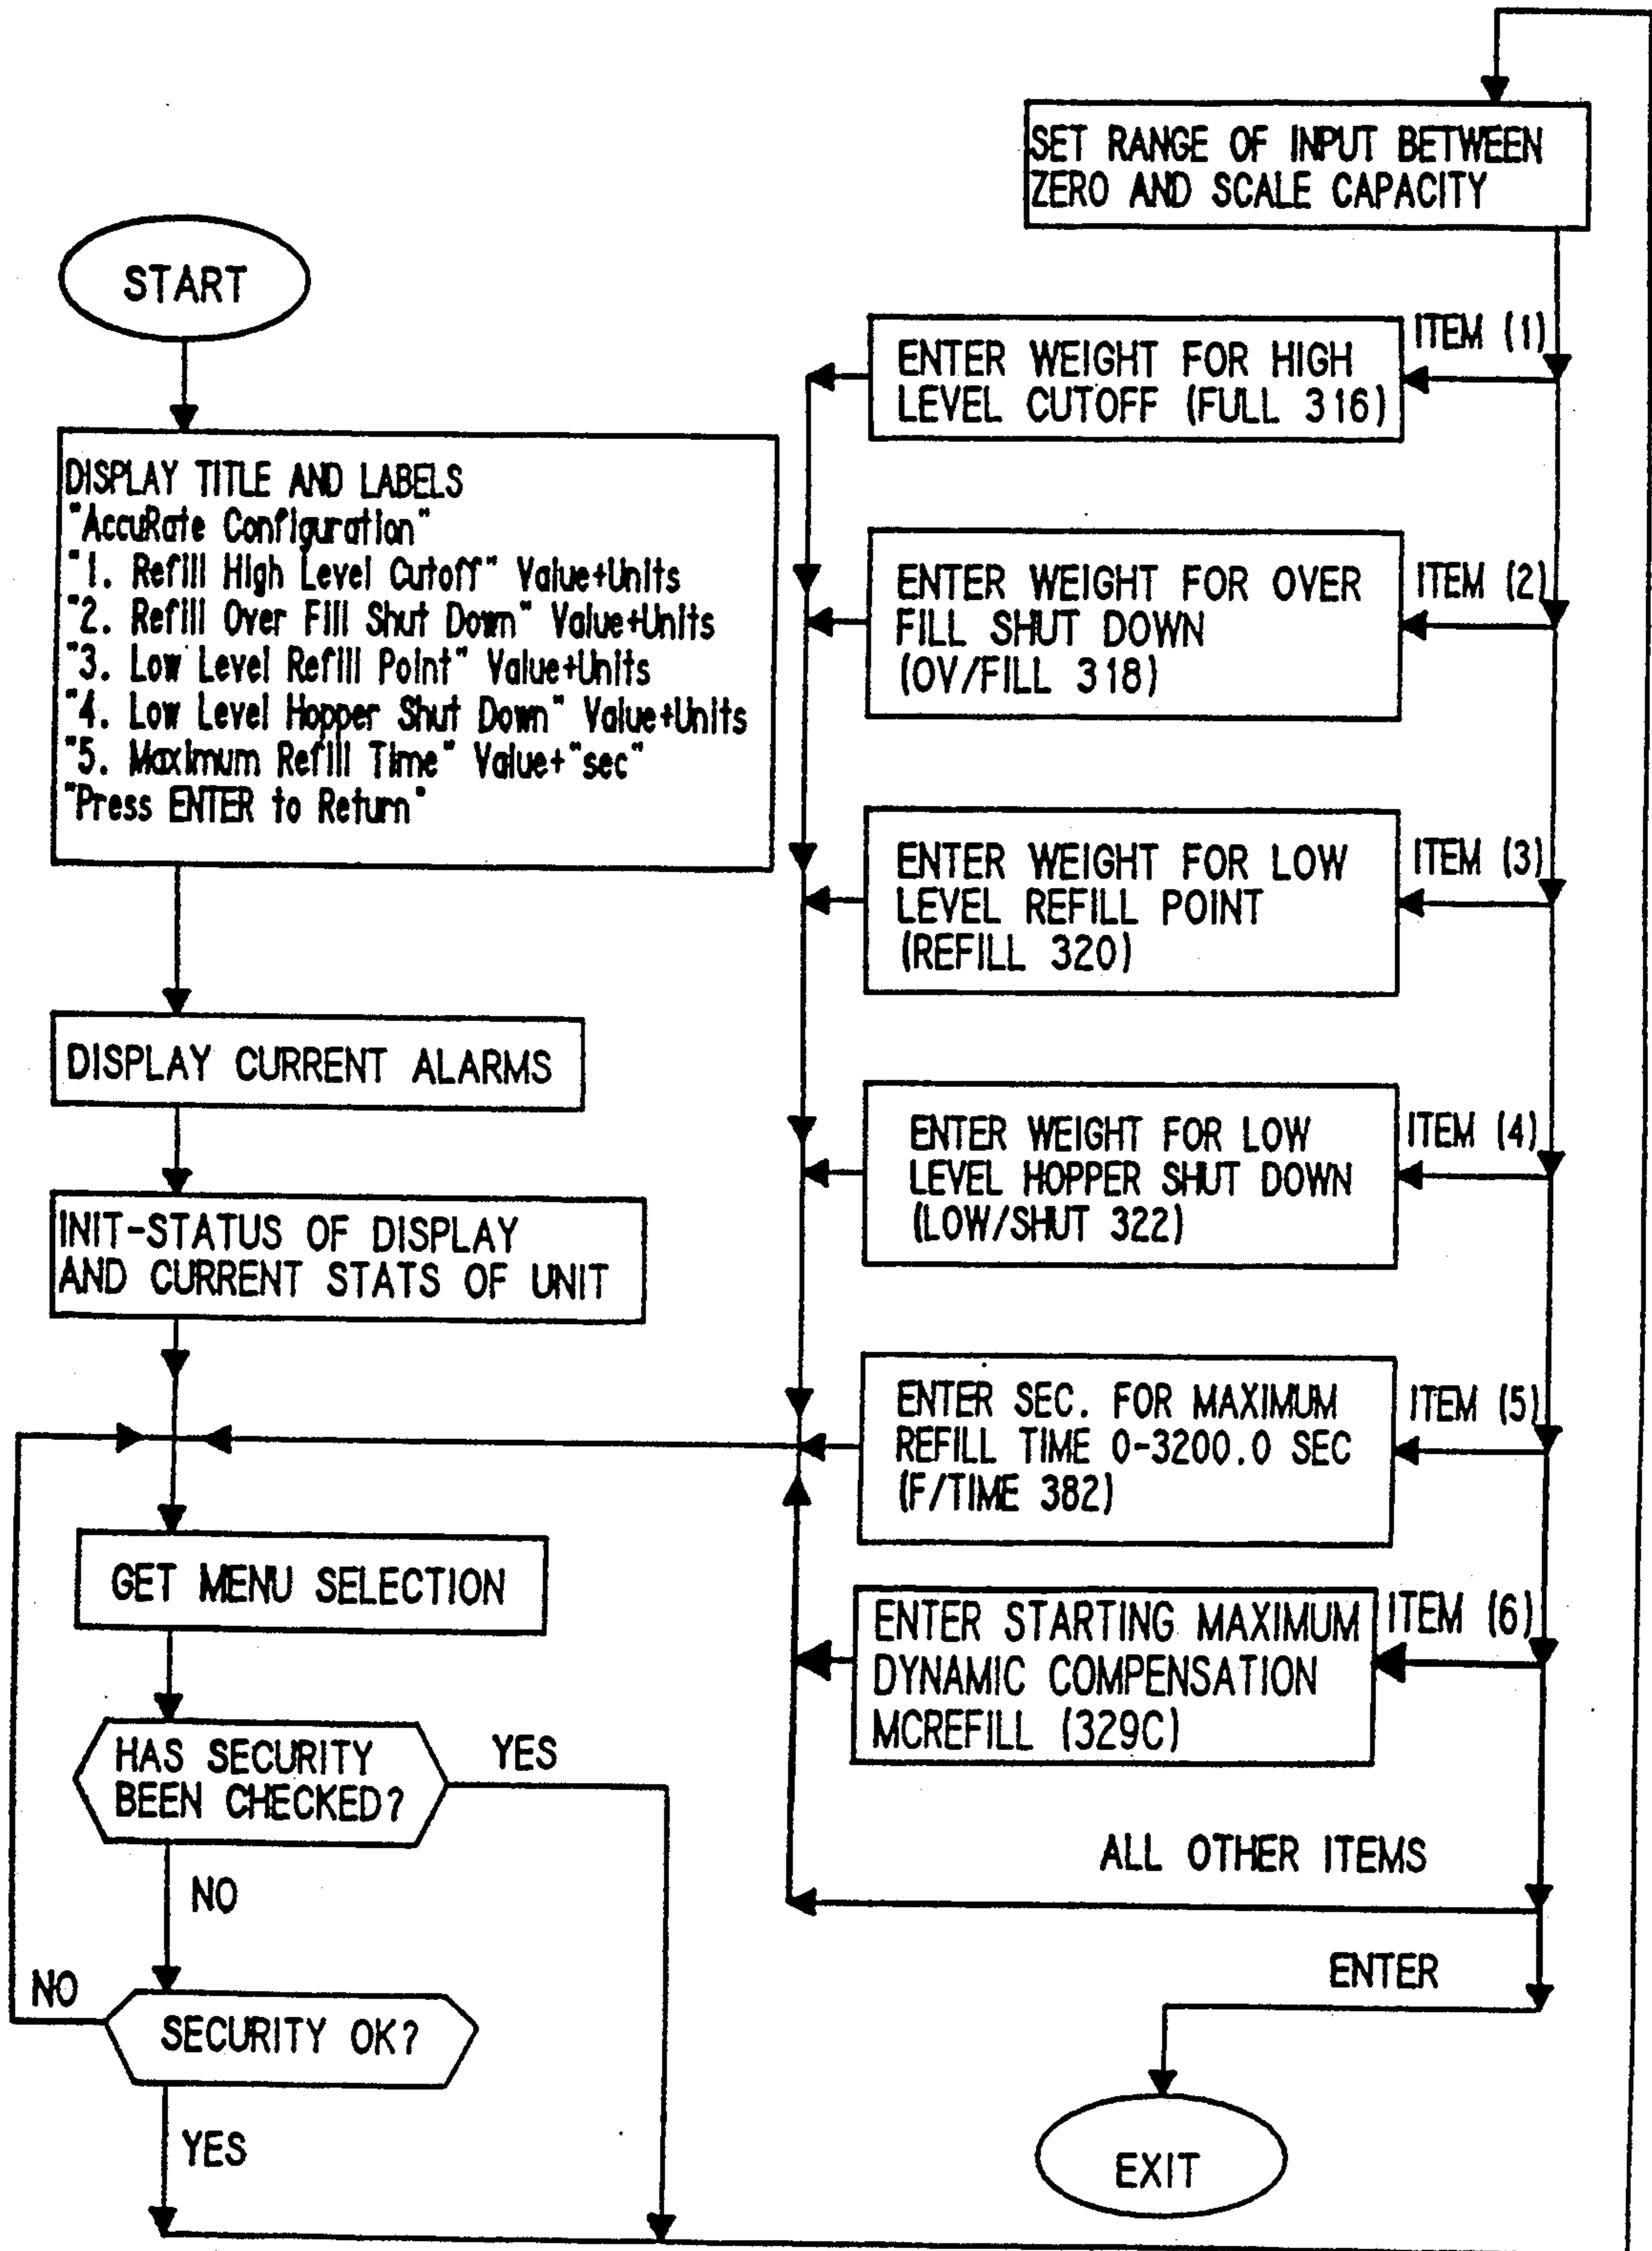 START
DISPLAY TITLE AND LABELS
"AccuRate Configuration"
"1. Refill High Level Cutoff" Value+Units
"2. Refill Over Fill Shut Down" Value+Units
"3. Low Level Refill Point" Value+Units
"4. Low Level Hopper Shut Down" Value+Units
"5. Maximum Refill Time" Value+"sec"
"Press ENTER to Return"
DISPLAY CURRENT ALARMS
INIT-STATUS OF DISPLAY
AND CURRENT STATS OF UNIT
GET MENU SELECTION
HAS SECURITY
BEEN CHECKED?
YES
NO
SECURITY OK?
NO
YES
SET RANGE OF INPUT BETWEEN
ZERO AND SCALE CAPACITY
ITEM (1)
ENTER WEIGHT FOR HIGH
LEVEL CUTOFF (FULL 316)
ITEM (2)
ENTER WEIGHT FOR OVER
FILL SHUT DOWN
(OV/FILL 318)
ITEM (3)
ENTER WEIGHT FOR LOW
LEVEL REFILL POINT
(REFILL 320)
ITEM (4)
ENTER WEIGHT FOR LOW
LEVEL HOPPER SHUT DOWN
(LOW/SHUT 322)
ITEM (5)
ENTER SEC. FOR MAXIMUM
REFILL TIME 0-3200.0 SEC
(F/TIME 382)
ITEM (6)
ENTER STARTING MAXIMUM
DYNAMIC COMPENSATION
MCREFILL (329C)
ALL OTHER ITEMS
ENTER
EXIT